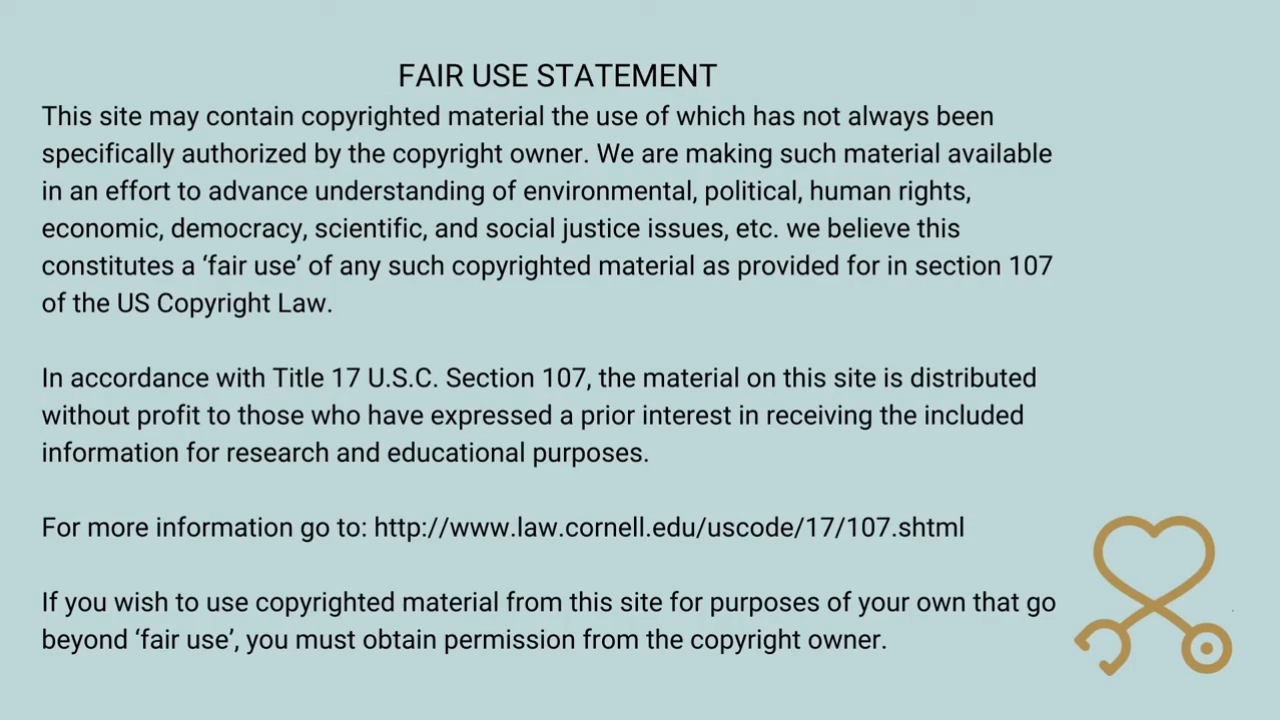 FAIR USE STATEMENT
This site may contain copyrighted material the use of which has not always been
specifically authorized by the copyright owner. We are making such material available
in an effort to advance understanding of environmental, political, human rights,
economic, democracy, scientific, and social justice issues, etc. we believe this
constitutes a ‘fair use’ of any such copyrighted material as provided for in section 107
of the US Copyright Law.
In accordance with Title 17 U.S.C. Section 107, the material on this site is distributed
without profit to those who have expressed a prior interest in receiving the included
information for research and educational purposes.
For more information go to: http://www.law.cornell.edu/uscode/17/107.shtml
If you wish to use copyrighted material from this site for purposes of your own that go
beyond ‘fair use’, you must obtain permission from the copyright owner.